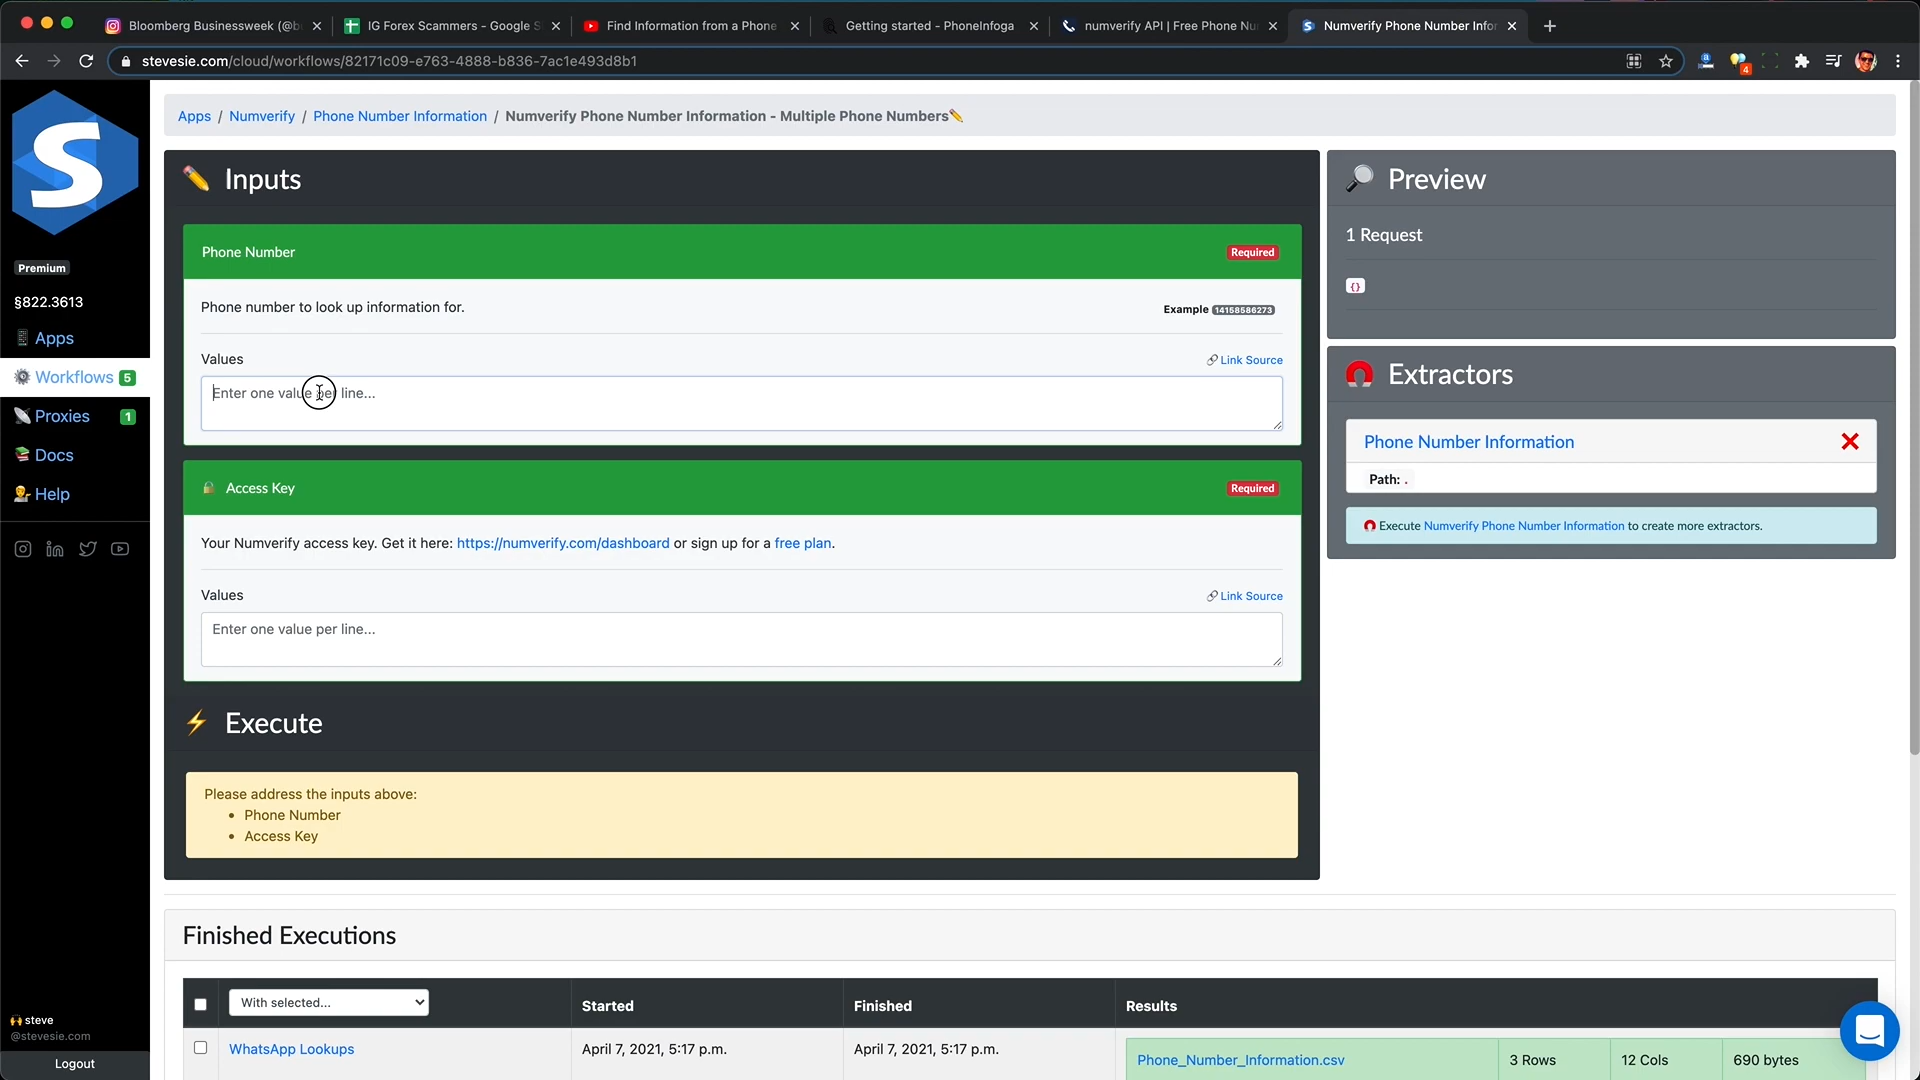 Bloomberg Businessweek (@b
IG Forex Scammers - Google S
Find Information from a Phone
Getting started - PhoneInfoga
numverify API | Free Phone Nu
Numverify Phone Number Infor
stevesie.com/cloud/workflows/82171c09-e763-4888-b836-7ac1e493d8b1
4
Apps / Numverify / Phone Number Information / Numverify Phone Number Information - Multiple Phone Numbers
S
Premium
§822.3613
Apps
Workflows 5
Proxies 1
Docs
Help
steve
@stevesie.com
Logout
Inputs
Phone Number
Required
Phone number to look up information for.
Example 14158586273
Values
Link Source
Enter one value per line...
Access Key
Required
Your Numverify access key. Get it here: https://numverify.com/dashboard or sign up for a free plan.
Values
Link Source
Enter one value per line...
Execute
Please address the inputs above:
• Phone Number
• Access Key
Preview
1 Request
{}
Extractors
Phone Number Information
Path: .
Execute Numverify Phone Number Information to create more extractors.
Finished Executions
With selected...
Started
Finished
Results
WhatsApp Lookups
April 7, 2021, 5:17 p.m.
April 7, 2021, 5:17 p.m.
Phone_Number_Information.csv
3 Rows
12 Cols
690 bytes